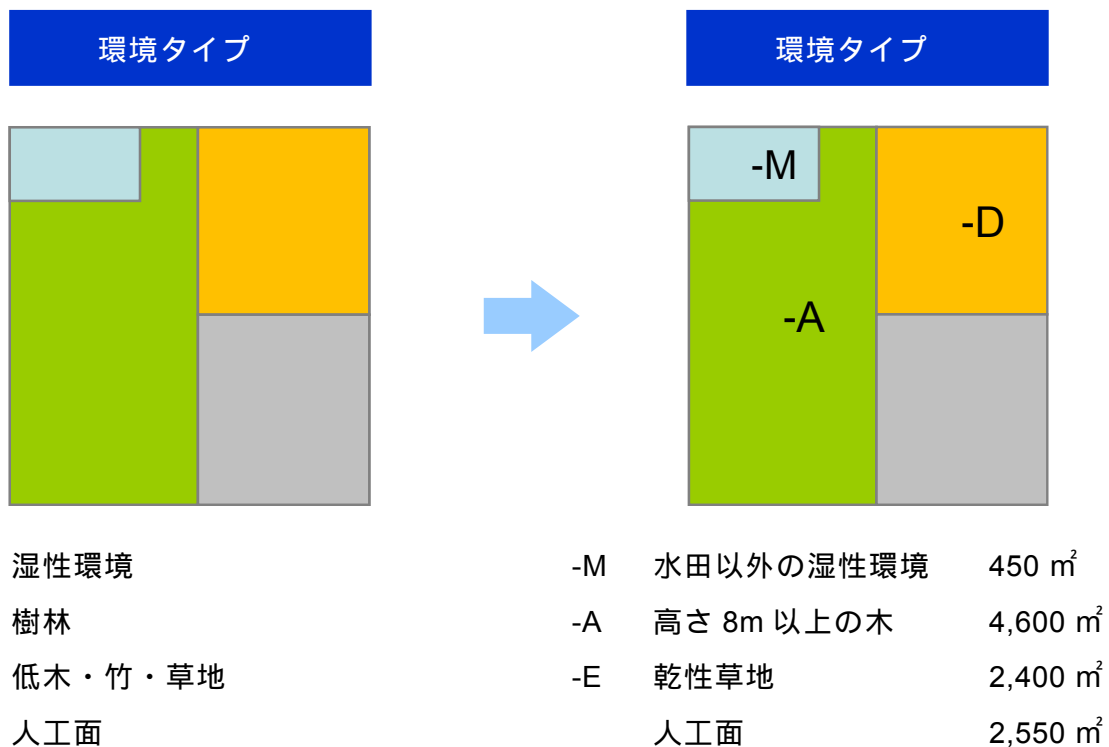 環境タイプ
環境タイプ
-M
-D
-A
湿性環境
樹林
低木・竹・草地
人工面
-M 水田以外の湿性環境 450 ㎡
-A 高さ 8m 以上の木 4,600 ㎡
-E 乾性草地 2,400 ㎡
人工面 2,550 ㎡